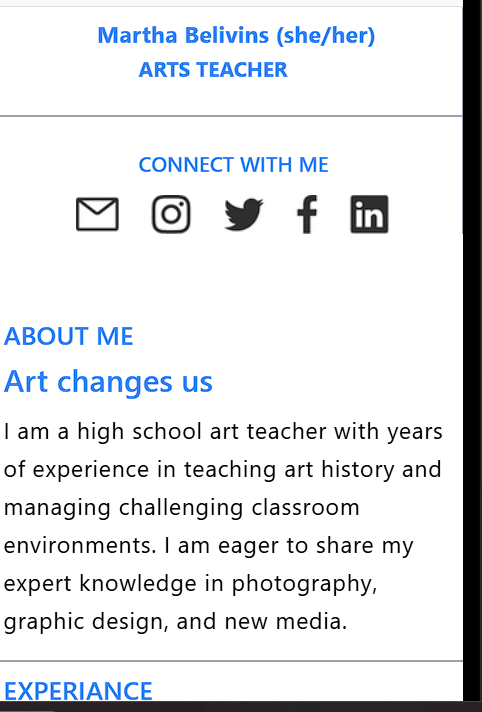 Martha Belivins (she/her)
ARTS TEACHER
CONNECT WITH ME
ABOUT ME
Art changes us
I am a high school art teacher with years
of experience in teaching art history and
managing challenging classroom
environments. I am eager to share my
expert knowledge in photography,
graphic design, and new media.
EXPERIANCE